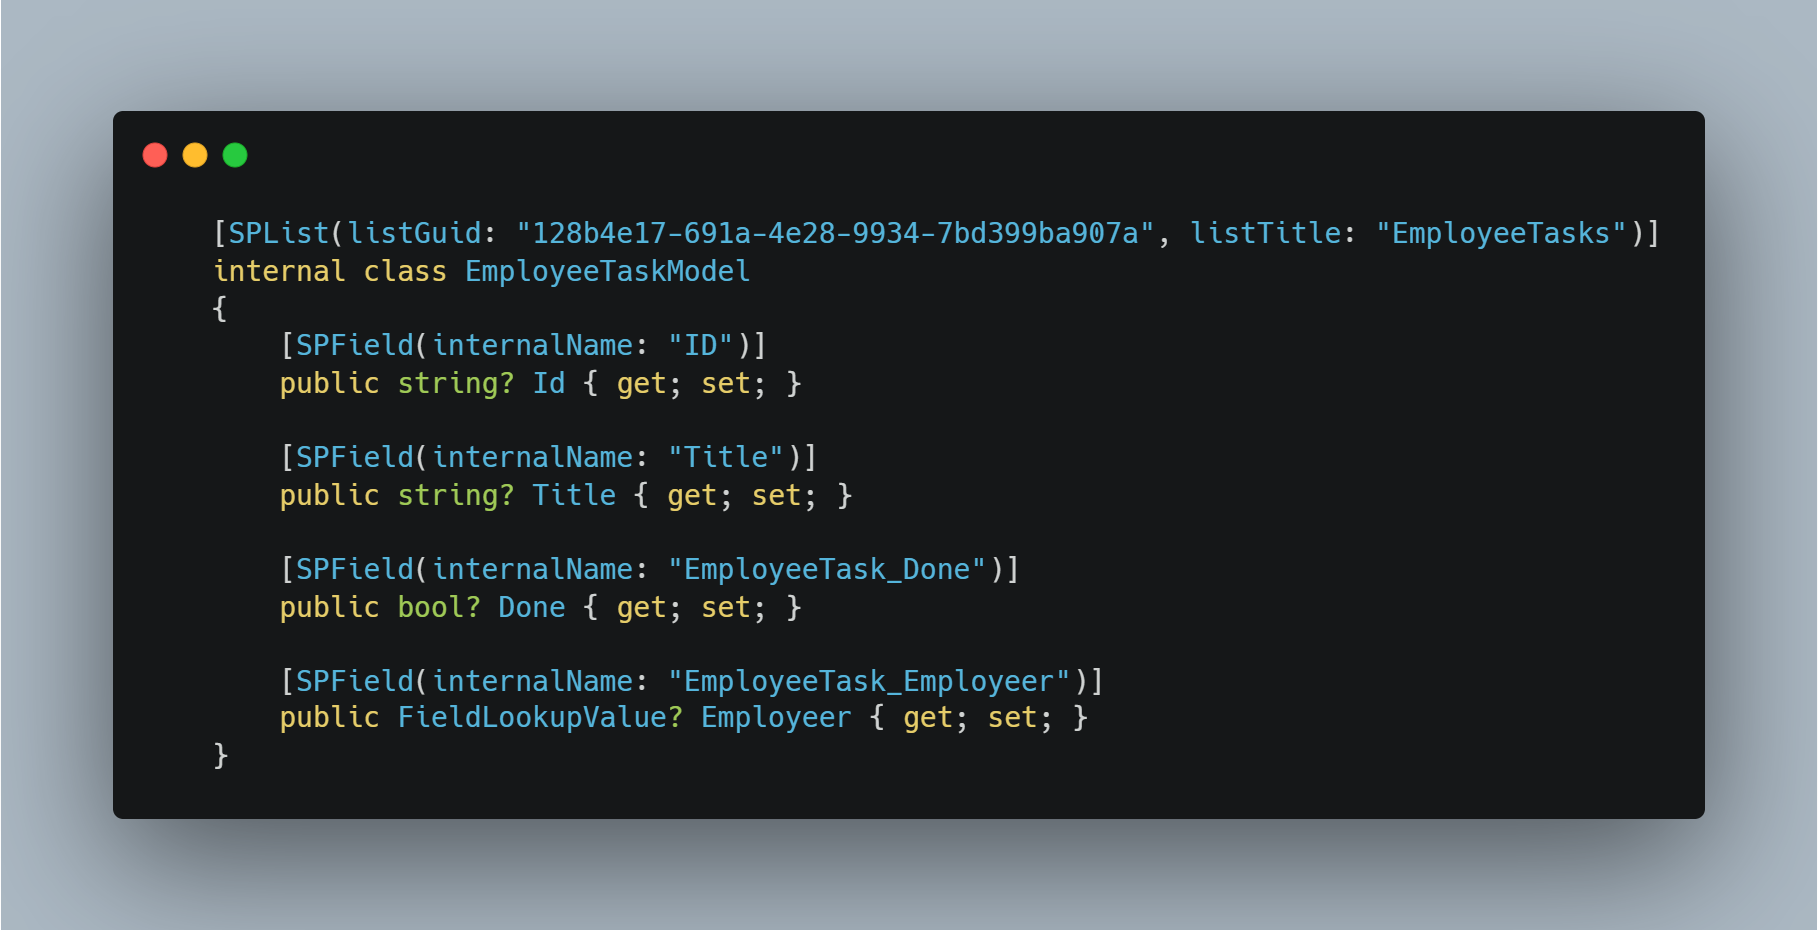 [SPList(listGuid: "128b4e17-691a-4e28-9934-7bd399ba907a", listTitle: "EmployeeTasks")]
internal class EmployeeTaskModel
{
    [SPField(internalName: "ID")]
    public string? Id { get; set; }

    [SPField(internalName: "Title")]
    public string? Title { get; set; }

    [SPField(internalName: "EmployeeTask_Done")]
    public bool? Done { get; set; }

    [SPField(internalName: "EmployeeTask_Employeer")]
    public FieldLookupValue? Employeer { get; set; }
}